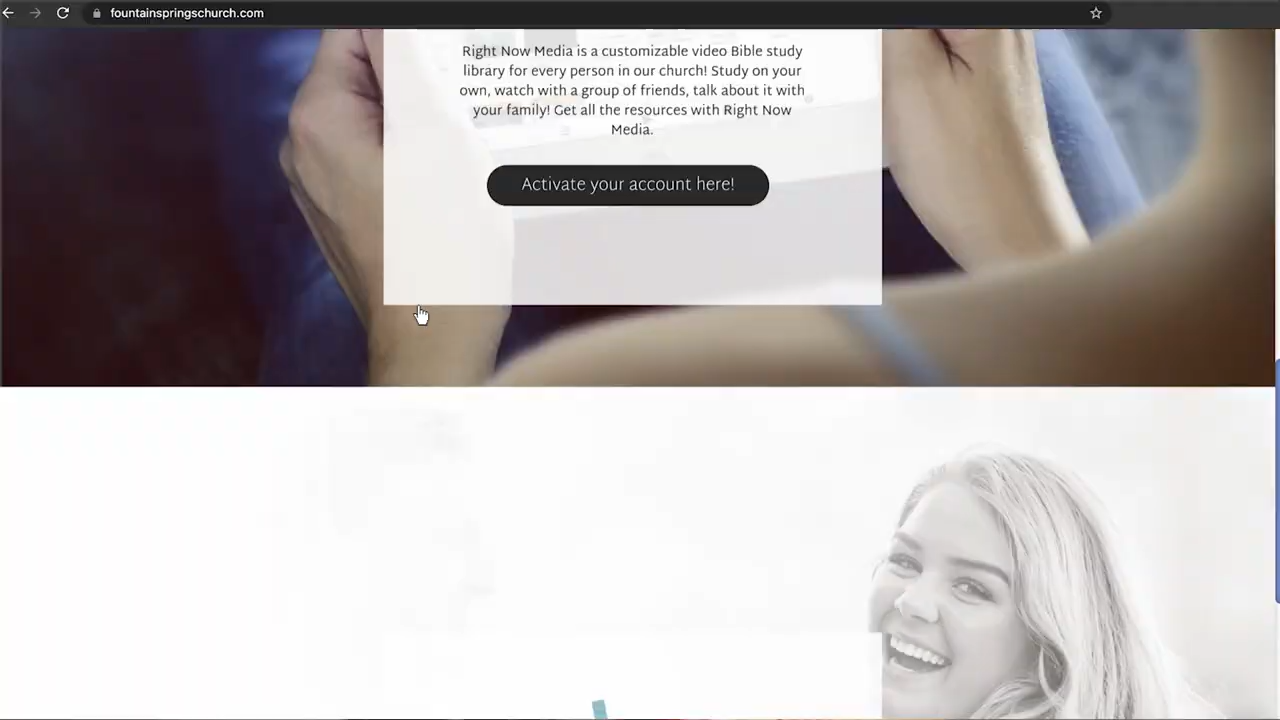 fountainspringschurch.com
Right Now Media is a customizable video Bible study
library for every person in our church! Study on your
own, watch with a group of friends, talk about it with
your family! Get all the resources with Right Now
Media.
Activate your account here!